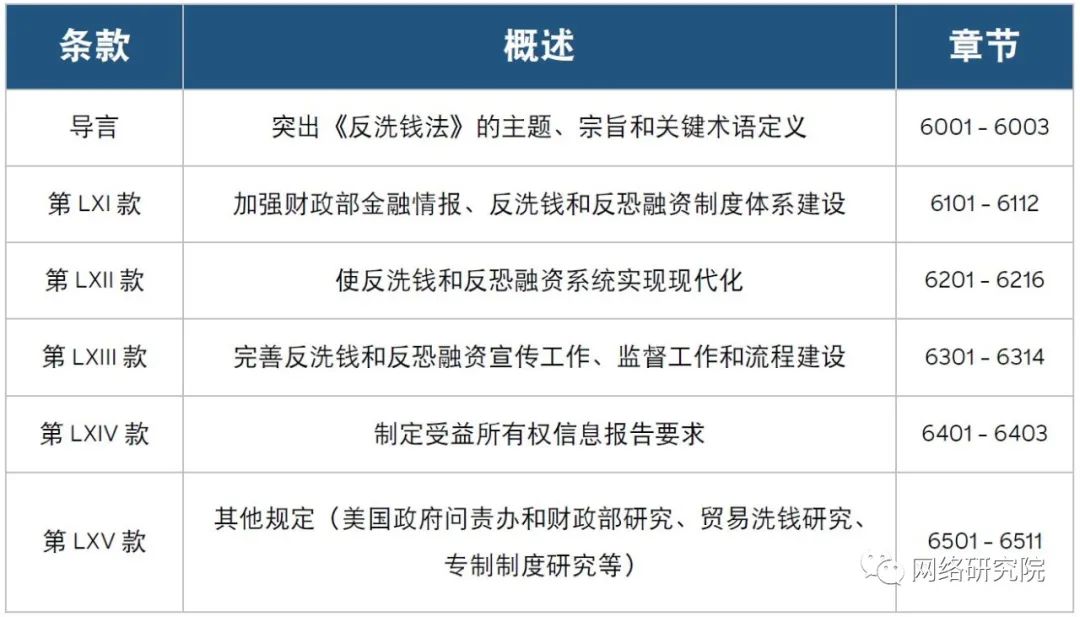 条款 概述 章节
导言 突出《反洗钱法》的主题、宗旨和关键术语定义 6001 - 6003
第 LXI 款 加强财政部金融情报、反洗钱和反恐融资制度体系建设 6101 - 6112
第 LXII 款 使反洗钱和反恐融资系统实现现代化 6201 - 6216
第 LXIII 款 完善反洗钱和反恐融资宣传工作、监督工作和流程建设 6301 - 6314
第 LXIV 款 制定受益所有权信息报告要求 6401 - 6403
第 LXV 款 其他规定（美国政府问责办和财政部研究、贸易洗钱研究、
专制制度研究等） 6501 - 6511
网络研究院